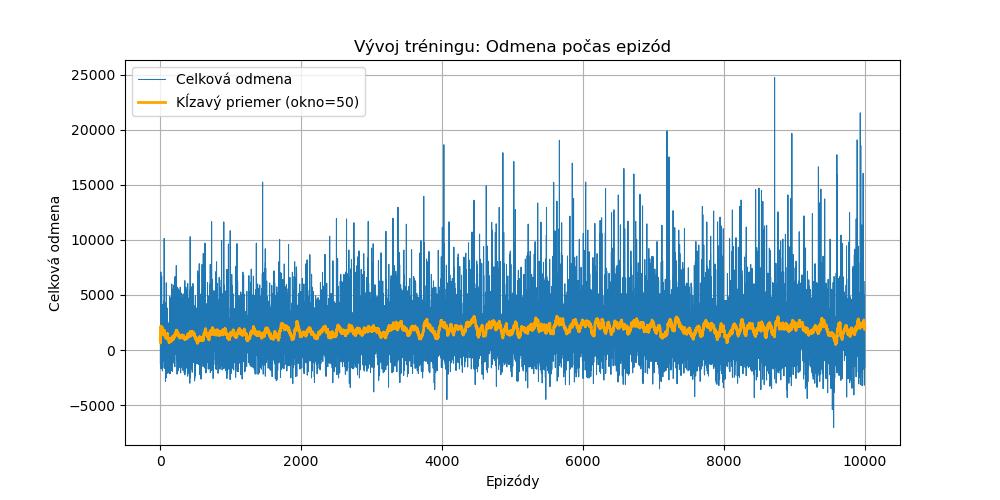 Vývoj tréningu: Odmena počas epizód
Celková odmena
Kĺzavý priemer (okno=50)
25000
20000
15000
10000
5000
0
−5000
Celková odmena
0
2000
4000
6000
8000
10000
Epizódy